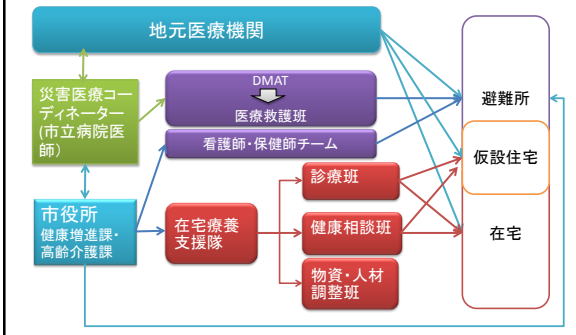 地元医療機関
災害医療コー
ディネーター
(市立病院医
師）
DMAT
医療救護班
看護師・保健師チーム
避難所
仮設住宅
在宅
市役所
健康増進課・
高齢介護課
在宅療養
支援隊
診療班
健康相談班
物資・人材
調整班